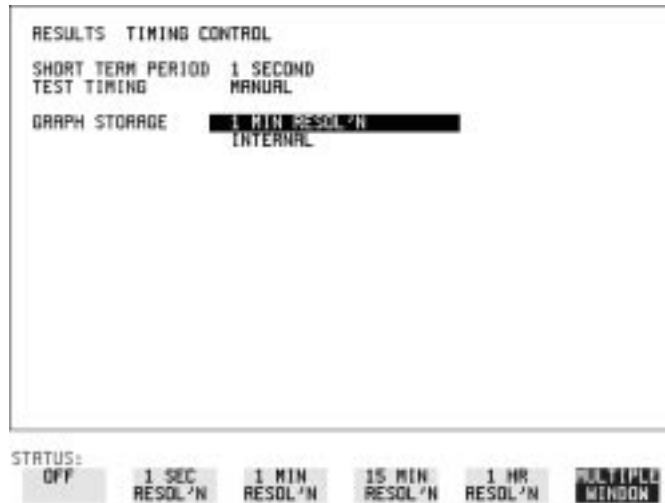 RESULTS TIMING CONTROL
SHORT TERM PERIOD 1 SECOND
TEST TIMING MANUAL
GRAPH STORAGE 1 MIN RESOL'N
INTERNAL
STATUS:
OFF 1 SEC RESOL'N 1 MIN RESOL'N 15 MIN RESOL'N 1 HR RESOL'N MULTIPLE WINDOW